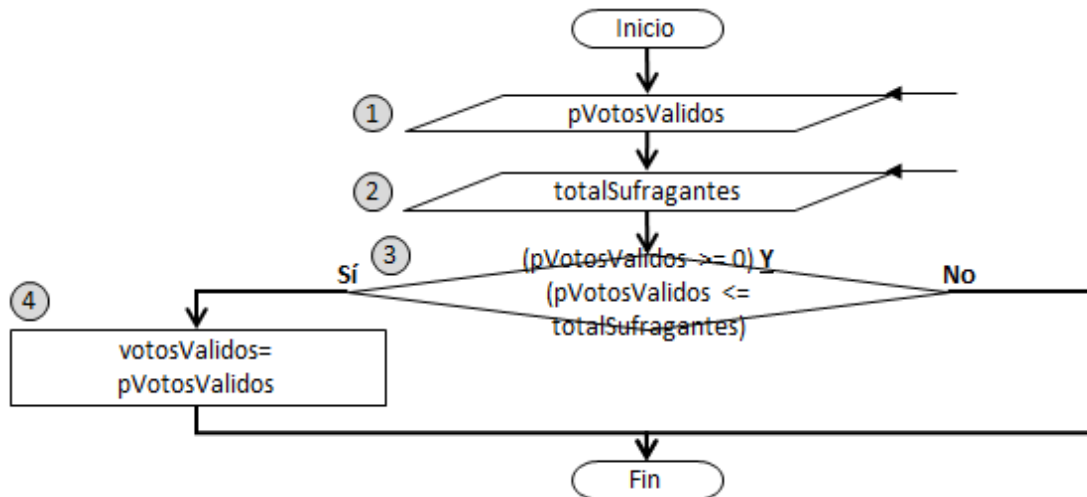 Inicio
1
pVotosValidos
2
totalSufragantes
3
(pVotosValidos >= 0) Y
Sí
No
(pVotosValidos <=
totalSufragantes)
4
votosValidos=
pVotosValidos
Fin